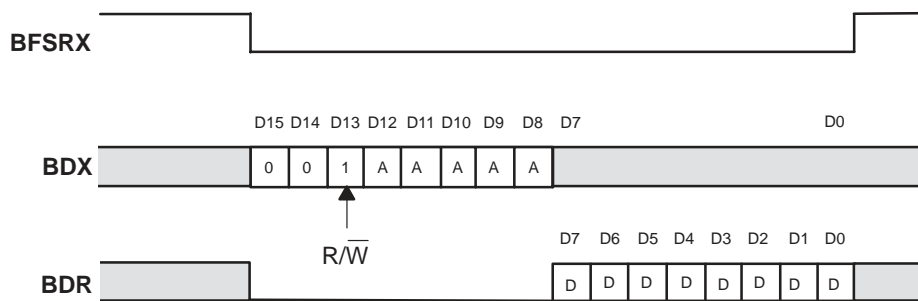 BFSRX
D15 D14 D13 D12 D11 D10 D9 D8 D7 D0
BDX 0 0 1 A A A A A
R/W̅
D7 D6 D5 D4 D3 D2 D1 D0
BDR D D D D D D D D